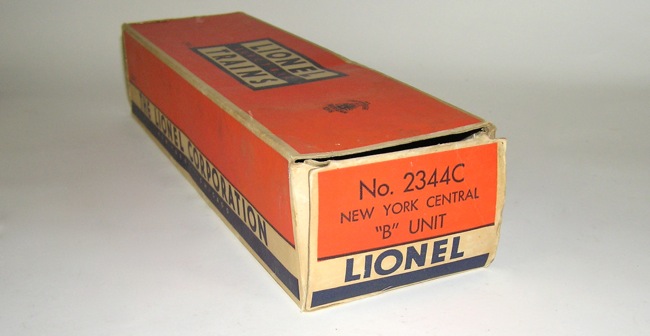 LIONEL
TRAINS
THE LIONEL CORPORATION
No. 2344C
NEW YORK CENTRAL
"B" UNIT
LIONEL